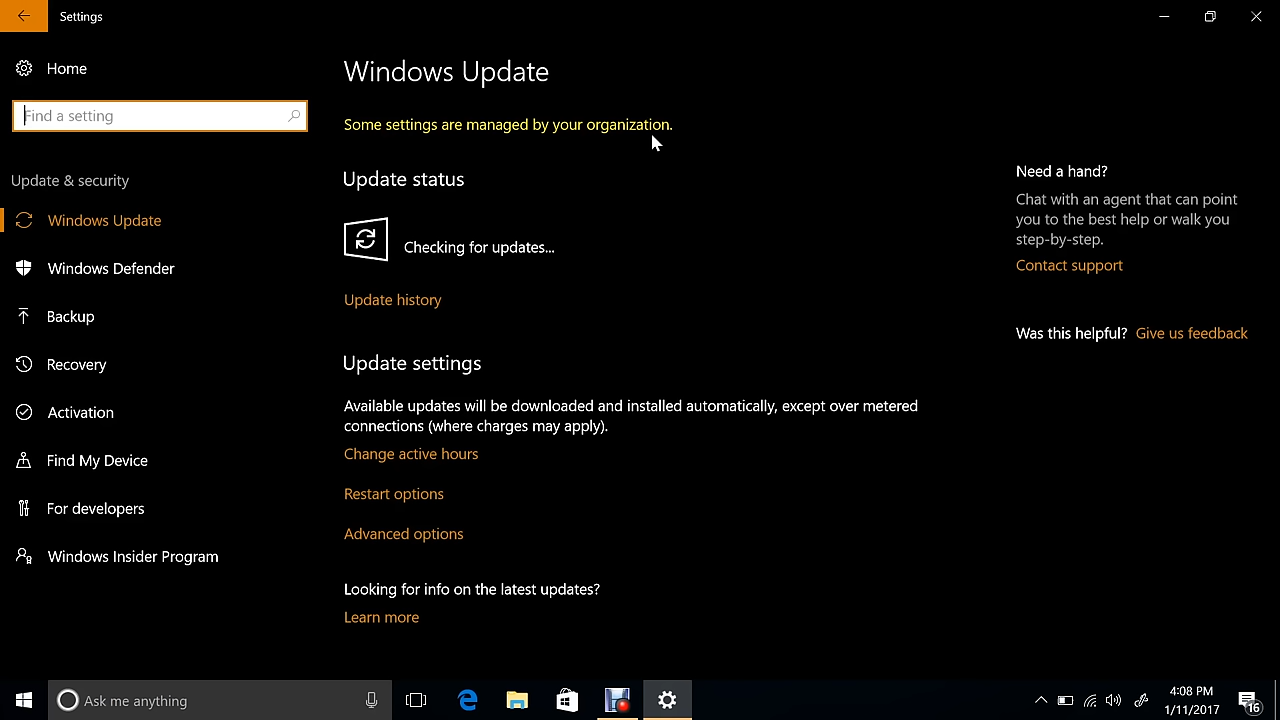 Settings
Home
Find a setting
Update & security
Windows Update
Windows Defender
Backup
Recovery
Activation
Find My Device
For developers
Windows Insider Program
Windows Update
Some settings are managed by your organization.
Update status
Checking for updates...
Update history
Update settings
Available updates will be downloaded and installed automatically, except over metered
connections (where charges may apply).
Change active hours
Restart options
Advanced options
Looking for info on the latest updates?
Learn more
Need a hand?
Chat with an agent that can point
you to the best help or walk you
step-by-step.
Contact support
Was this helpful? Give us feedback
Ask me anything
4:08 PM
1/11/2017
16